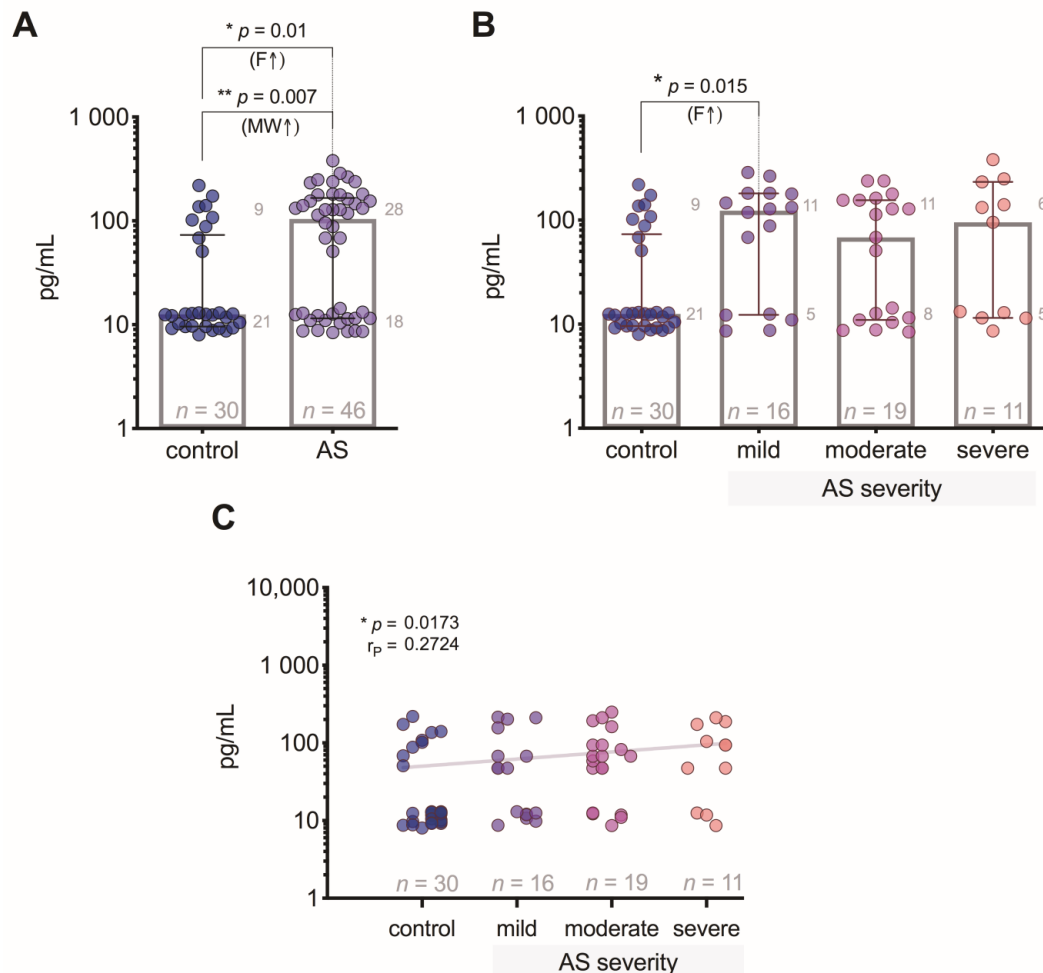 A
* p = 0.01
(F↑)
** p = 0.007
(MW↑)
1 000
100
10
1
pg/mL
9
28
21
18
n = 30
n = 46
control
AS
B
* p = 0.015
(F↑)
1 000
100
10
1
pg/mL
9
11
11
6
21
5
8
5
n = 30
n = 16
n = 19
n = 11
control
mild
moderate
severe
AS severity
C
10,000
1 000
100
10
1
pg/mL
* p = 0.0173
rP = 0.2724
n = 30
n = 16
n = 19
n = 11
control
mild
moderate
severe
AS severity